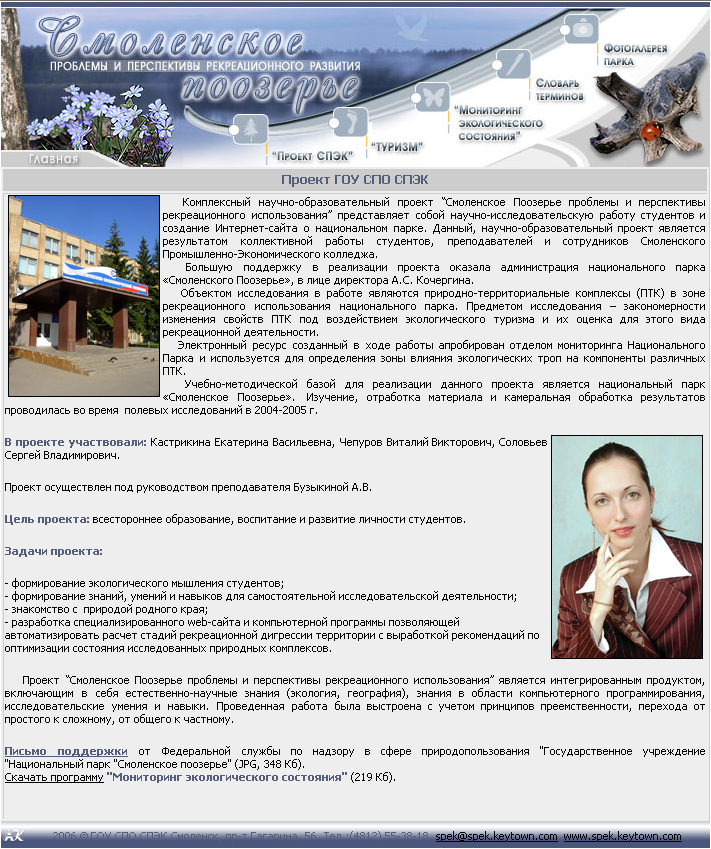 Смоленское
ПРОБЛЕМЫ И ПЕРСПЕКТИВЫ РЕКРЕАЦИОННОГО РАЗВИТИЯ
поозерье
Фотогалерея
парка
Словарь
терминов
"Мониторинг
экологического
состояния"
"ТУРИЗМ"
"Проект СПЭК"
Главная
Проект ГОУ СПО СПЭК
Комплексный научно-образовательный проект “Смоленское Поозерье проблемы и перспективы
рекреационного использования” представляет собой научно-исследовательскую работу студентов и
создание Интернет-сайта о национальном парке. Данный, научно-образовательный проект является
результатом коллективной работы студентов, преподавателей и сотрудников Смоленского
Промышленно-Экономического колледжа.
Большую поддержку в реализации проекта оказала администрация национального парка
«Смоленского Поозерье», в лице директора А.С. Кочергина.
Объектом исследования в работе являются природно-территориальные комплексы (ПТК) в зоне
рекреационного использования национального парка. Предметом исследования – закономерности
изменения свойств ПТК под воздействием экологического туризма и их оценка для этого вида
рекреационной деятельности.
Электронный ресурс созданный в ходе работы апробирован отделом мониторинга Национального
Парка и используется для определения зоны влияния экологических троп на компоненты различных
ПТК.
Учебно-методической базой для реализации данного проекта является национальный парк
«Смоленское Поозерье». Изучение, отработка материала и камеральная обработка результатов
проводилась во время полевых исследований в 2004-2005 г.
В проекте участвовали: Кастрикина Екатерина Васильевна, Чепуров Виталий Викторович, Соловьев
Сергей Владимирович.
Проект осуществлен под руководством преподавателя Бузыкиной А.В.
Цель проекта: всестороннее образование, воспитание и развитие личности студентов.
Задачи проекта:
- формирование экологического мышления студентов;
- формирование знаний, умений и навыков для самостоятельной исследовательской деятельности;
- знакомство с природой родного края;
- разработка специализированного web-сайта и компьютерной программы позволяющей
автоматизировать расчет стадий рекреационной дигрессии территории с выработкой рекомендаций по
оптимизации состояния исследованных природных комплексов.
Проект “Смоленское Поозерье проблемы и перспективы рекреационного использования” является интегрированным продуктом,
включающим в себя естественно-научные знания (экология, география), знания в области компьютерного программирования,
исследовательские умения и навыки. Проведенная работа была выстроена с учетом принципов преемственности, перехода от
простого к сложному, от общего к частному.
Письмо поддержки от Федеральной службы по надзору в сфере природопользования "Государственное учреждение
"Национальный парк "Смоленское поозерье" (JPG, 348 Кб).
Скачать программу "Мониторинг экологического состояния" (219 Кб).
АК 2006 © ГОУ СПО СПЭК Смоленск, пр-т Гагарина, 56, Тел.:(4812) 55-38-18, spek@spek.keytown.com www.spek.keytown.com